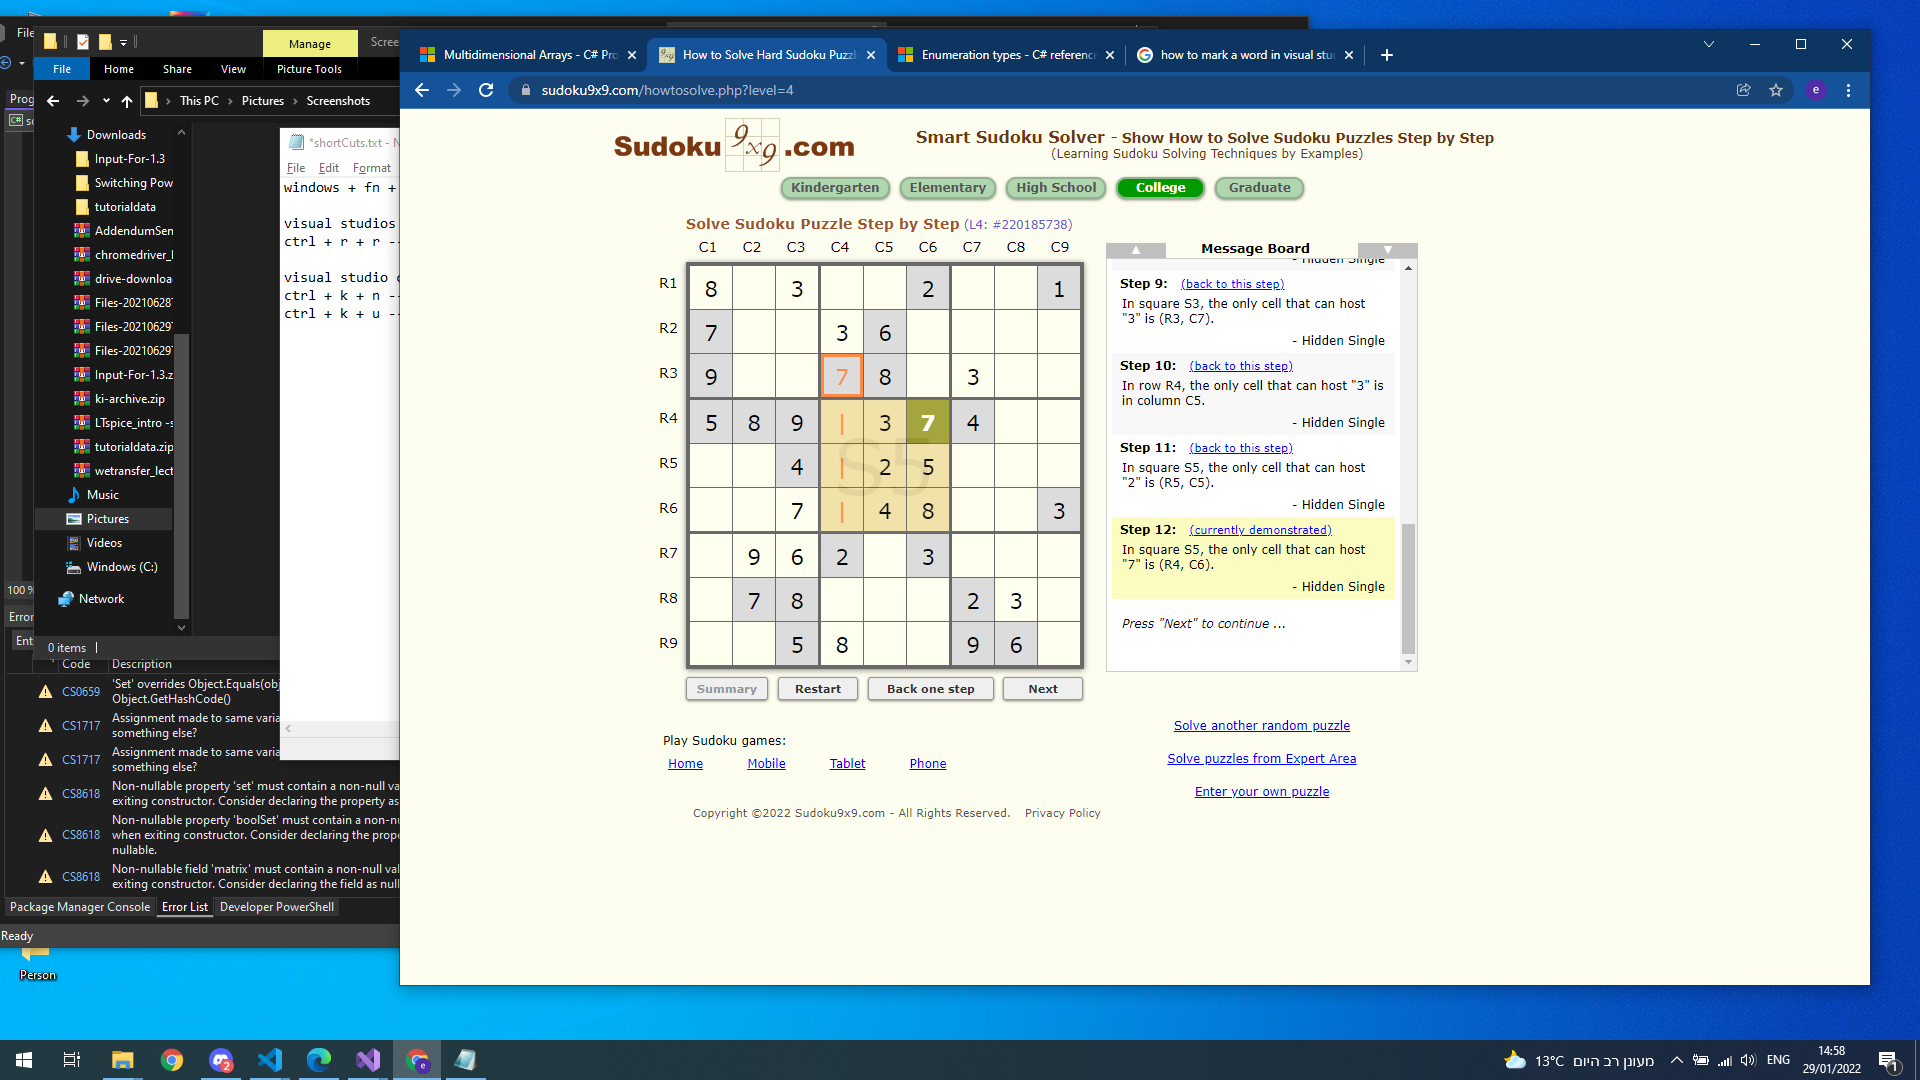 File
Manage
Scree
File
Home
Share
View
Picture Tools
Prog
This PC
Pictures
Screenshots
Downloads
Input-For-1.3
Switching Pow
tutorialdata
AddendumSen
chromedriver_
drive-downloa
Files-2021062
Files-2021062
Files-2021062
Input-For-1.3.z
ki-archive.zip
LTspice_intro -s
tutorialdata.zip
wetransfer_lect
Music
Pictures
Videos
Windows (C:)
Network
0 items
100 %
Error
Ent
*shortCuts.txt - N
File Edit Format
windows + fn +
visual studios
ctrl + r + r --
visual studio c
ctrl + k + n --
ctrl + k + u --
Code Description
CS0659 'Set' overrides Object.Equals(obj
Object.GetHashCode()
CS1717 Assignment made to same varia
something else?
CS1717 Assignment made to same varia
something else?
CS8618 Non-nullable property 'set' must contain a non-null va
exiting constructor. Consider declaring the property as
CS8618 Non-nullable property 'boolSet' must contain a non-nu
when exiting constructor. Consider declaring the prope
nullable.
CS8618 Non-nullable field 'matrix' must contain a non-null val
exiting constructor. Consider declaring the field as null
Package Manager Console Error List Developer PowerShell
Ready
Person
Multidimensional Arrays - C# Pro
How to Solve Hard Sudoku Puzzl
Enumeration types - C# reference
how to mark a word in visual stu
sudoku9x9.com/howtosolve.php?level=4
e
Sudoku 9x9 .com
Smart Sudoku Solver - Show How to Solve Sudoku Puzzles Step by Step
(Learning Sudoku Solving Techniques by Examples)
Kindergarten Elementary High School College Graduate
Solve Sudoku Puzzle Step by Step (L4: #220185738)
C1 C2 C3 C4 C5 C6 C7 C8 C9
R1 8 3 2 1
R2 7 3 6
R3 9 7 8 3
R4 5 8 9 | 3 7 4
R5 4 | 2 5
S5
R6 7 | 4 8 3
R7 9 6 2 3
R8 7 8 2 3
R9 5 8 9 6
Summary Restart Back one step Next
Message Board
- Hidden Single
Step 9: (back to this step)
In square S3, the only cell that can host
"3" is (R3, C7).
- Hidden Single
Step 10: (back to this step)
In row R4, the only cell that can host "3" is
in column C5.
- Hidden Single
Step 11: (back to this step)
In square S5, the only cell that can host
"2" is (R5, C5).
- Hidden Single
Step 12: (currently demonstrated)
In square S5, the only cell that can host
"7" is (R4, C6).
- Hidden Single
Press "Next" to continue ...
Solve another random puzzle
Solve puzzles from Expert Area
Enter your own puzzle
Play Sudoku games:
Home Mobile Tablet Phone
Copyright ©2022 Sudoku9x9.com - All Rights Reserved. Privacy Policy
2
e
13°C מעונן רב היום
ENG
14:58
29/01/2022
1